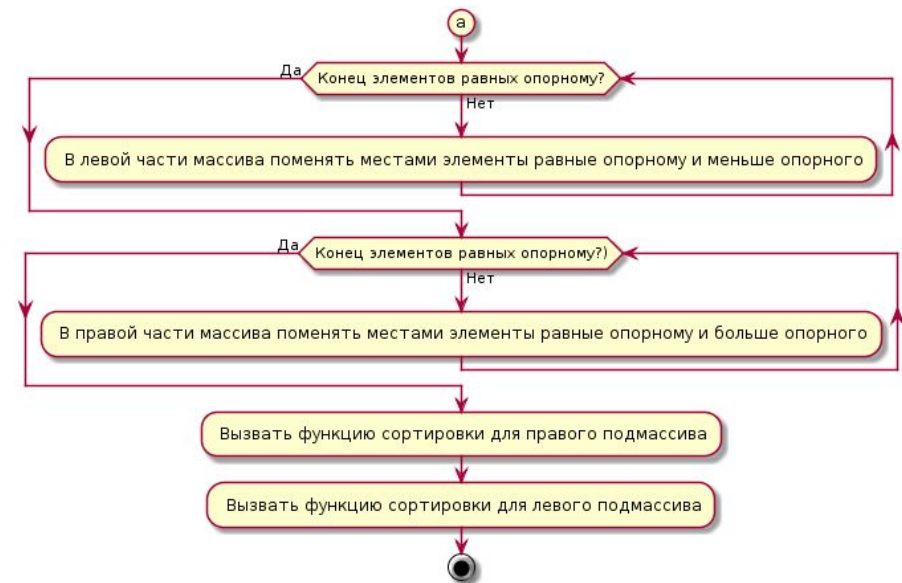 a
Да
Конец элементов равных опорному?
Нет
В левой части массива поменять местами элементы равные опорному и меньше опорного
Да
Конец элементов равных опорному?)
Нет
В правой части массива поменять местами элементы равные опорному и больше опорного
Вызвать функцию сортировки для правого подмассива
Вызвать функцию сортировки для левого подмассива